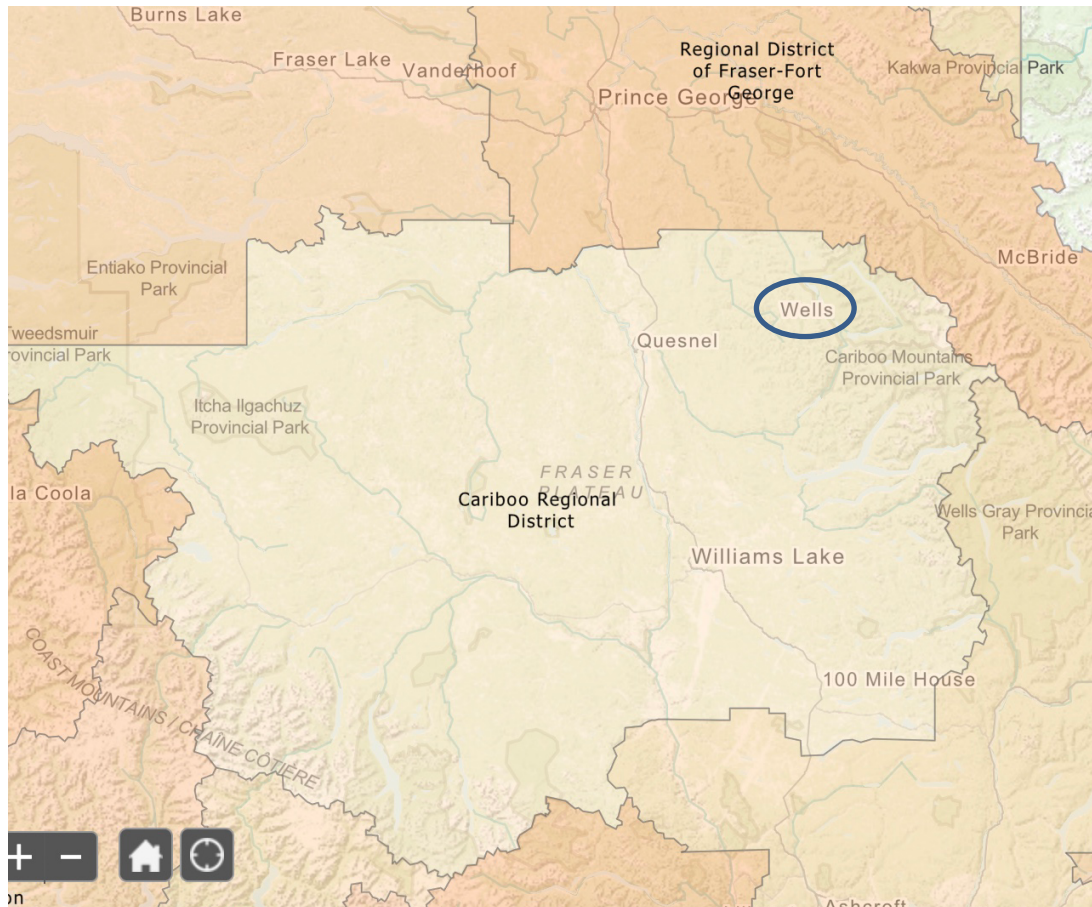 Burns Lake
Fraser Lake
Vanderhoof
Regional District
of Fraser-Fort
George
Prince George
Kakwa Provincial Park
McBride
Entiako Provincial
Park
Wells
Tweedsmuir
rovincial Park
Quesnel
Cariboo Mountains
Provincial Park
Itcha Ilgachuz
Provincial Park
FRASER
PLATEAU
la Coola
Cariboo Regional
District
Wells Gray Provincia
Park
Williams Lake
COAST MOUNTAINS / CHAÎNE CÔTIÈRE
100 Mile House
+ −
on
Ashcroft